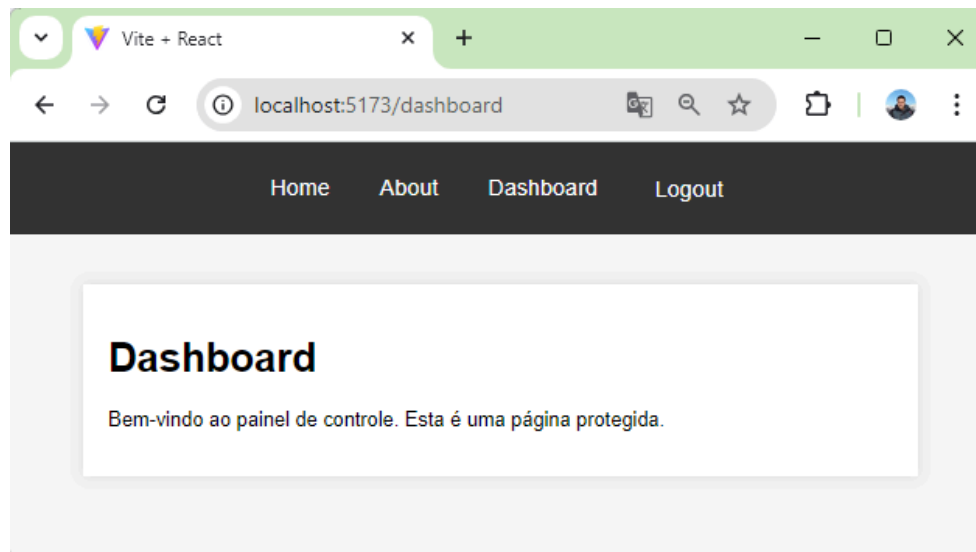 Vite + React
localhost:5173/dashboard
Home About Dashboard Logout
Dashboard
Bem-vindo ao painel de controle. Esta é uma página protegida.